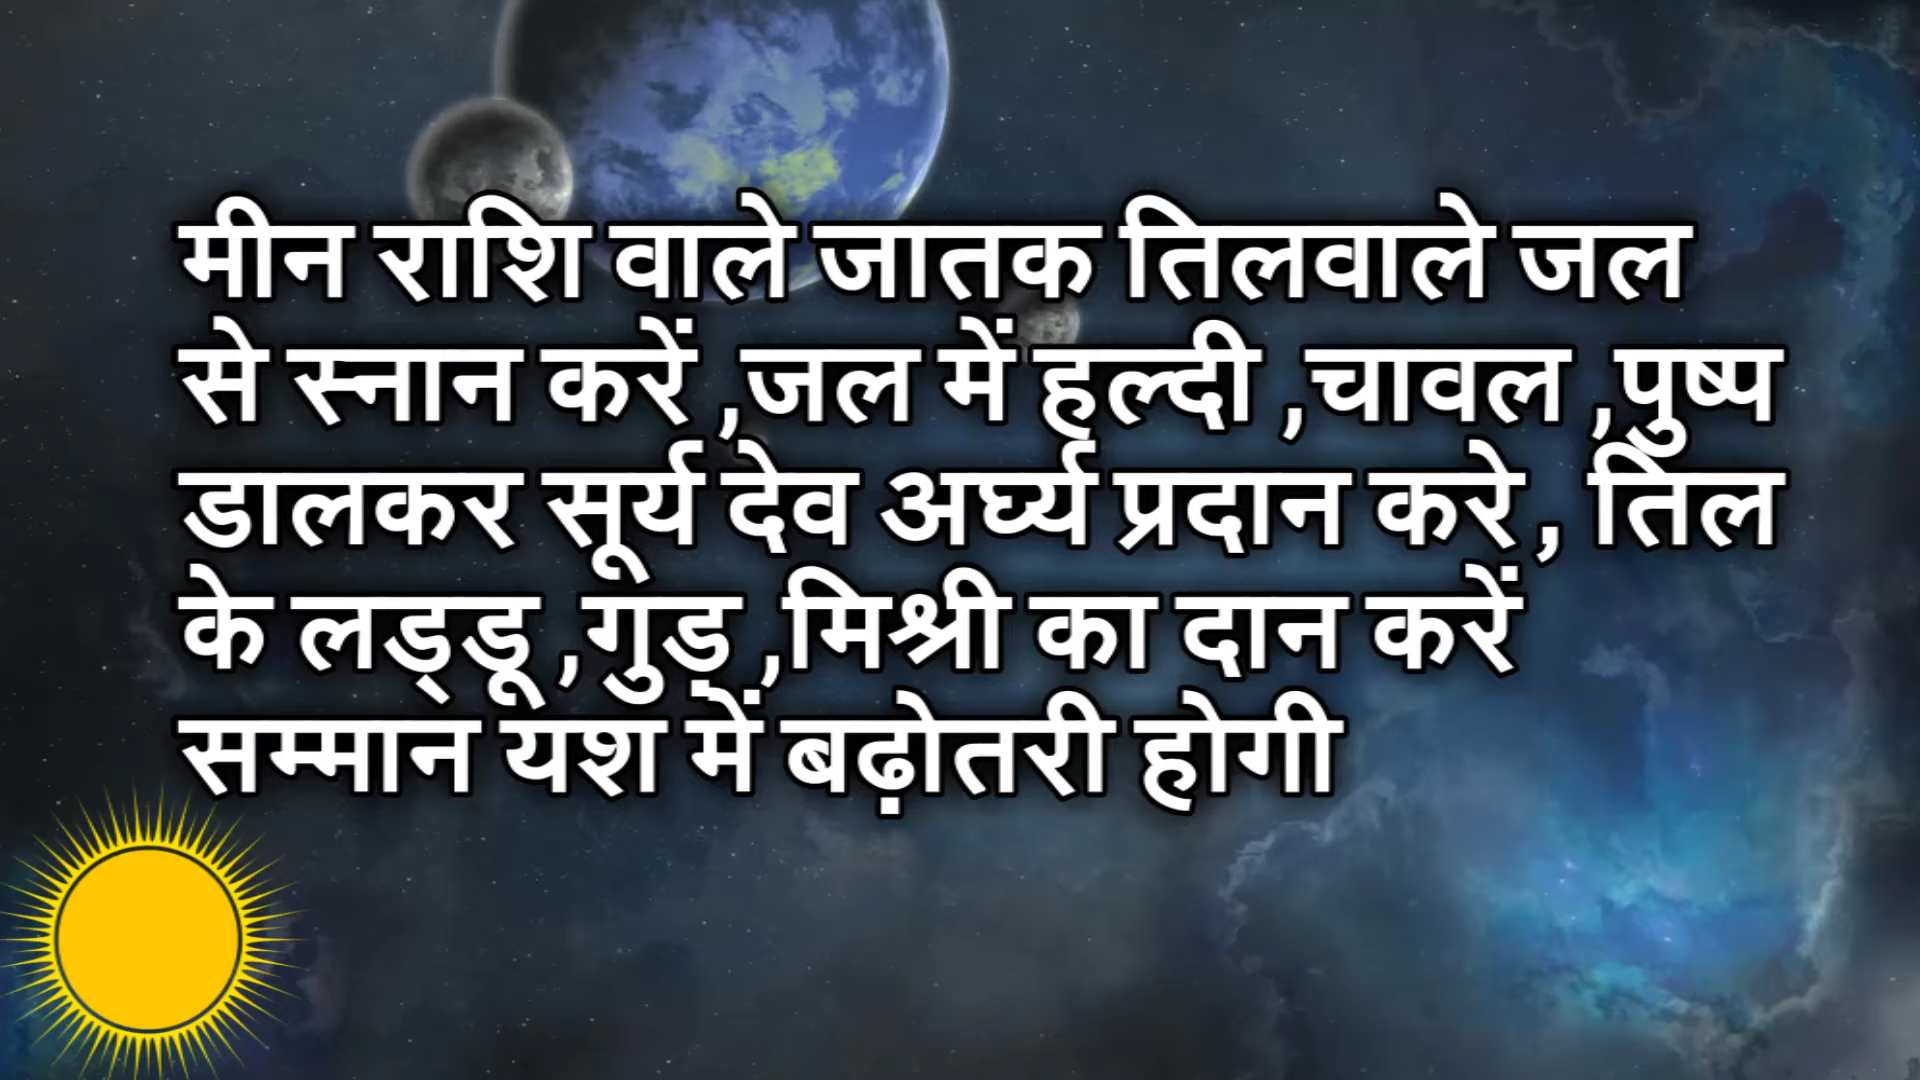 मीन राशि वाले जातक तिलवाले जल
से स्नान करें ,जल में हल्दी ,चावल ,पुष्प
डालकर सूर्य देव अर्घ्य प्रदान करे , तिल
के लड्डू ,गुड़ ,मिश्री का दान करें
सम्मान यश में बढ़ोतरी होगी